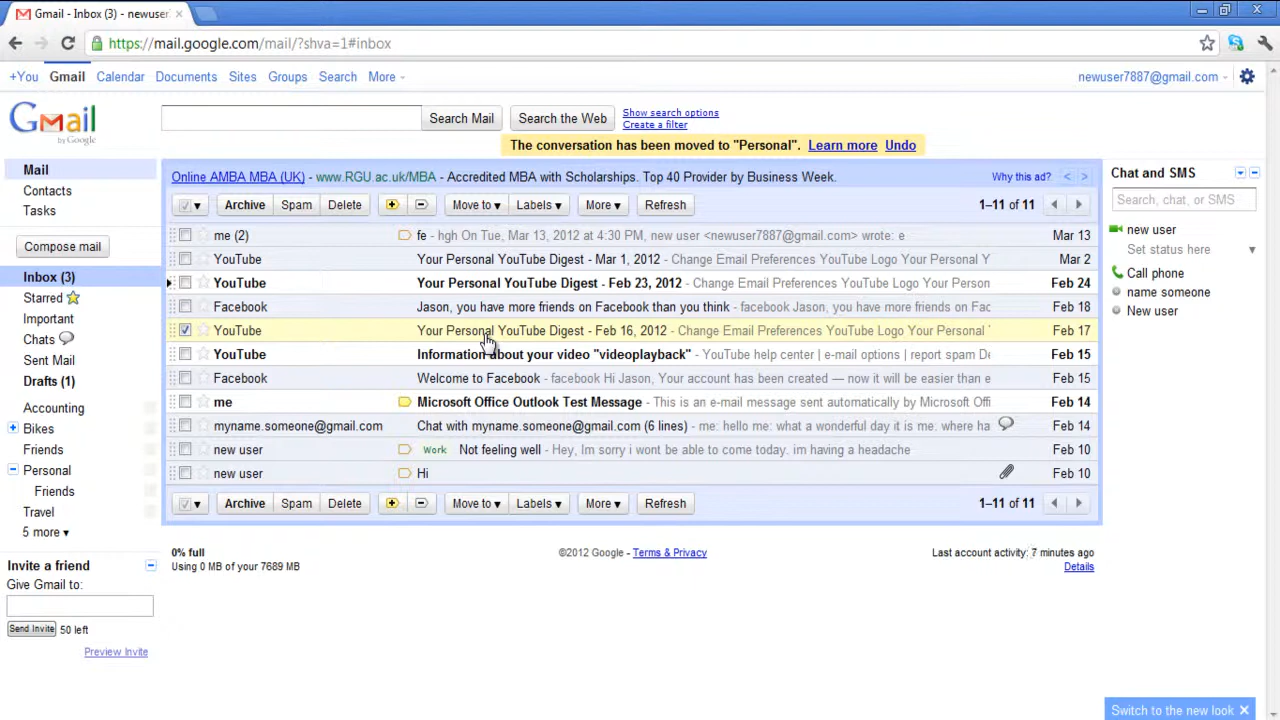 Gmail - Inbox (3) - newuser
https://mail.google.com/mail/?shva=1#inbox
+You Gmail Calendar Documents Sites Groups Search More newuser7887@gmail.com
Gmail
by Google
Search Mail Search the Web Show search options
Create a filter
The conversation has been moved to "Personal". Learn more Undo
Mail
Contacts
Tasks
Compose mail
Inbox (3)
Starred
Important
Chats
Sent Mail
Drafts (1)
Accounting
Bikes
Friends
Personal
Friends
Travel
5 more
Invite a friend
Give Gmail to:
Send Invite 50 left
Preview Invite
Online AMBA MBA (UK) - www.RGU.ac.uk/MBA - Accredited MBA with Scholarships. Top 40 Provider by Business Week. Why this ad? < >
Archive Spam Delete Move to Labels More Refresh 1–11 of 11
me (2) fe - hgh On Tue, Mar 13, 2012 at 4:30 PM, new user <newuser7887@gmail.com> wrote: e Mar 13
YouTube Your Personal YouTube Digest - Mar 1, 2012 - Change Email Preferences YouTube Logo Your Personal Y Mar 2
YouTube Your Personal YouTube Digest - Feb 23, 2012 - Change Email Preferences YouTube Logo Your Person Feb 24
Facebook Jason, you have more friends on Facebook than you think - facebook Jason, you have more friends on Fac Feb 18
YouTube Your Personal YouTube Digest - Feb 16, 2012 - Change Email Preferences YouTube Logo Your Personal Feb 17
YouTube Information about your video "videoplayback" - YouTube help center | e-mail options | report spam De Feb 15
Facebook Welcome to Facebook - facebook Hi Jason, Your account has been created — now it will be easier than e Feb 15
me Microsoft Office Outlook Test Message - This is an e-mail message sent automatically by Microsoft Offi Feb 14
myname.someone@gmail.com Chat with myname.someone@gmail.com (6 lines) - me: hello me: what a wonderful day it is me: where ha Feb 14
new user Work Not feeling well - Hey, Im sorry i wont be able to come today. im having a headache Feb 10
new user Hi Feb 10
Archive Spam Delete Move to Labels More Refresh 1–11 of 11
0% full
Using 0 MB of your 7689 MB
©2012 Google - Terms & Privacy
Last account activity: 7 minutes ago
Details
Chat and SMS
Search, chat, or SMS
new user
Set status here
Call phone
name someone
New user
Switch to the new look